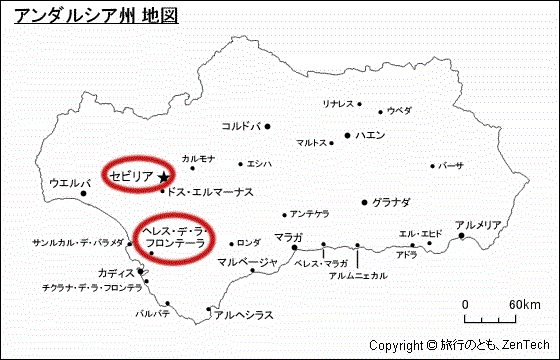 アンダルシア州 地図
リナレス
ウベダ
コルドバ
ハエン
マルトス
カルモナ
エシハ
バーサ
セビリア
ウエルバ
ドス・エルマーナス
グラナダ
アンテケラ
ヘレス・デ・ラ・
フロンテーラ
サンルカル・デ・バラメダ
ロンダ
マラガ
エル・エヒド
アルメリア
アドラ
マルベージャ
ベレス・マラガ
アルムニェカル
カディス
チクラナ・デ・ラ・フロンテラ
バルバテ
アルヘシラス
0 60km
Copyright © 旅行のとも、ZenTech